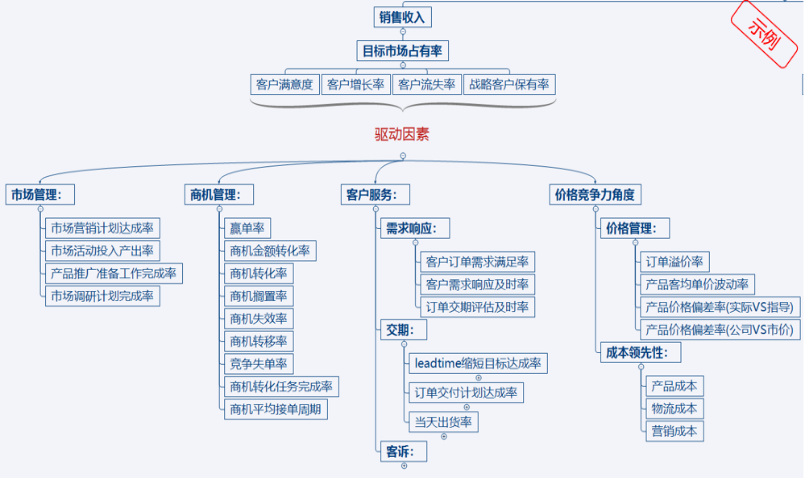 销售收入
示例
目标市场占有率
客户满意度
客户增长率
客户流失率
战略客户保有率
驱动因素
市场管理：
市场营销计划达成率
市场活动投入产出率
产品推广准备工作完成率
市场调研计划完成率
商机管理：
赢单率
商机金额转化率
商机转化率
商机搁置率
商机失效率
商机转移率
竞争失单率
商机转化任务完成率
商机平均接单周期
客户服务：
需求响应：
客户订单需求满足率
客户需求响应及时率
订单交期评估及时率
交期：
leadtime缩短目标达成率
订单交付计划达成率
当天出货率
客诉：
价格竞争力角度
价格管理：
订单溢价率
产品客均单价波动率
产品价格偏差率(实际VS指导)
产品价格偏差率(公司VS市价)
成本领先性：
产品成本
物流成本
营销成本